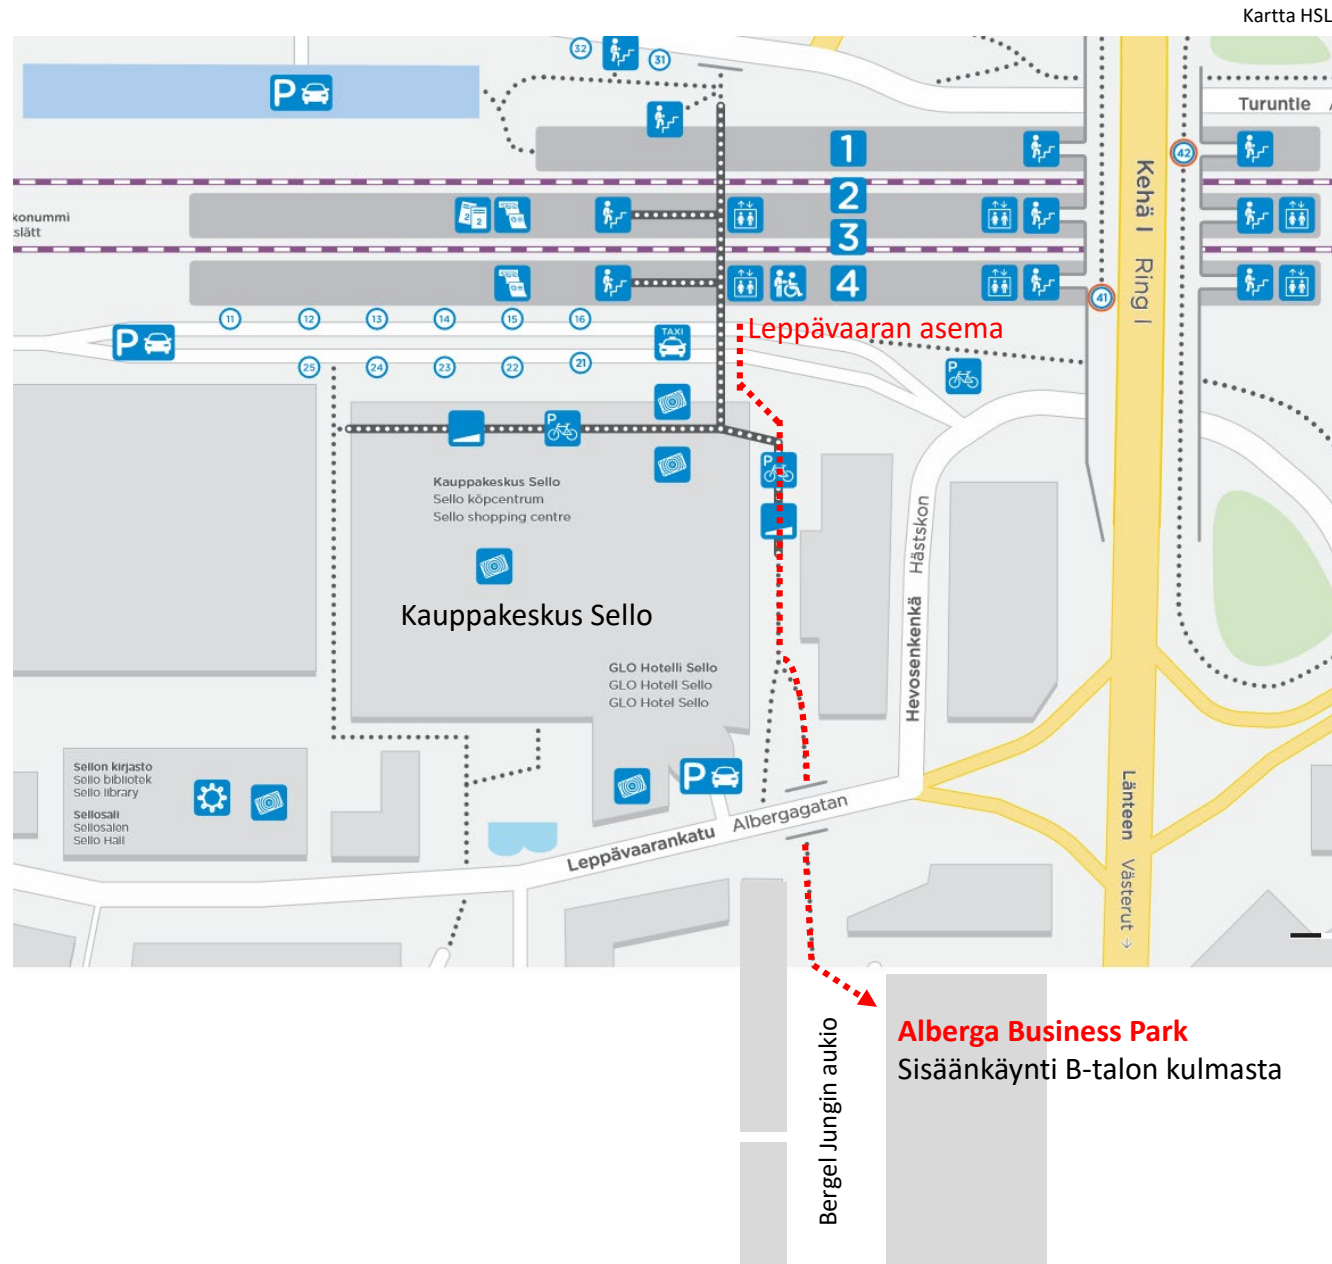 Kartta HSL
32
31
P
Turuntie
1
42
2
konummi
slätt
2
2
3
4
Kehä I Ring I
41
11
12
13
14
15
16
TAXI
Leppävaaran asema
P
25
24
23
22
21
P
P
P
Kauppakeskus Sello
Sello köpcentrum
Sello shopping centre
Hevosenkenkä Hästskon
Kauppakeskus Sello
GLO Hotelli Sello
GLO Hotell Sello
GLO Hotel Sello
Sellon kirjasto
Sello bibliotek
Sello library
Sellosali
Sellosalen
Sello Hall
P
Leppävaarankatu Albergagatan
Länteen Västerut →
Bergel Jungin aukio
Alberga Business Park
Sisäänkäynti B-talon kulmasta